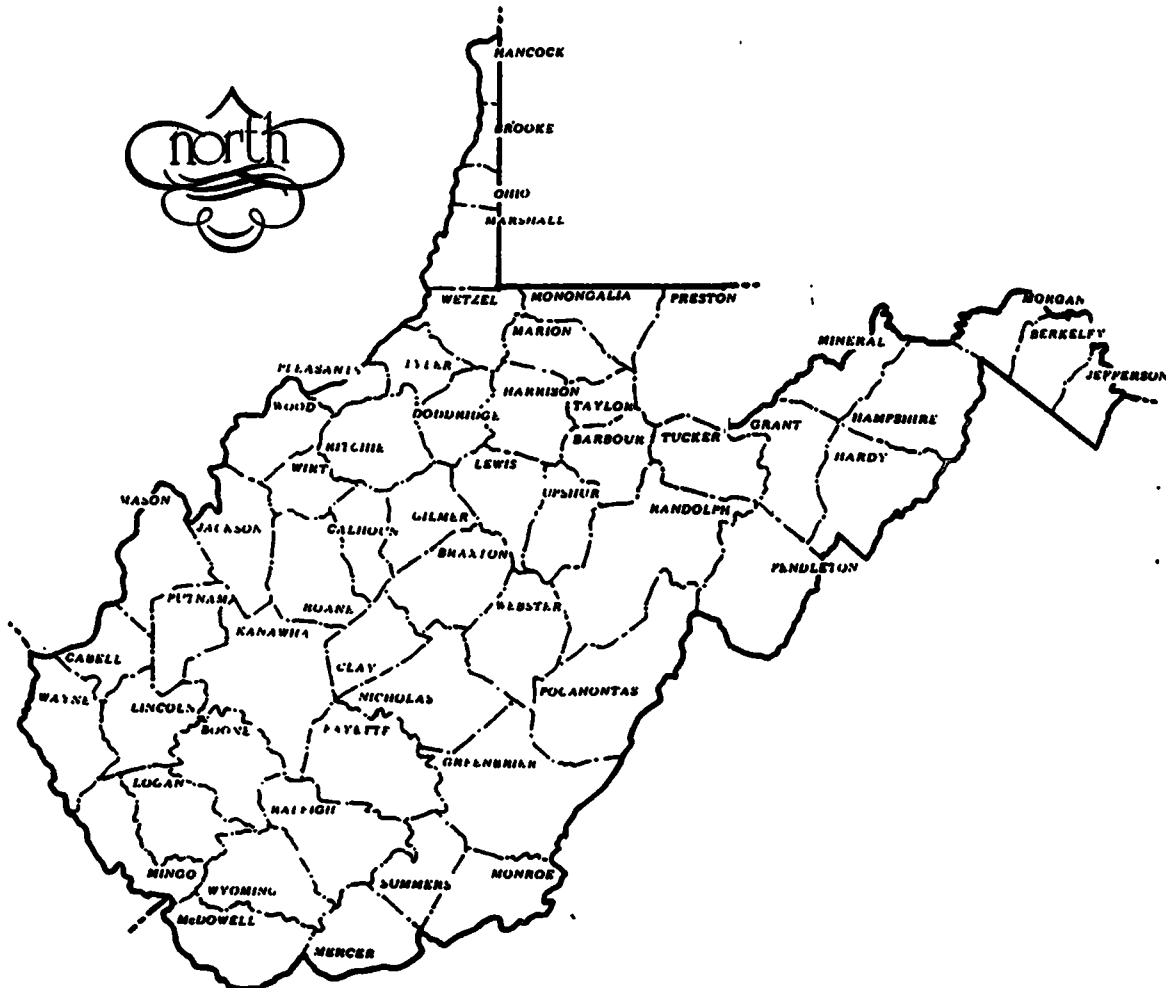 HANCOCK
north
BROOKE
OHIO
MARSHALL
WETZEL
MONONGALIA
PRESTON
MORGAN
BERKELEY
MARION
MINERAL
PLEASANTS
TYLER
JEFFERSON
HARRISON
WOOD
DODDRIDGE
TAYLOR
GRANT
HAMPSHIRE
RITCHIE
BARBOUR
TUCKER
WIRT
LEWIS
HARDY
MASON
UPSHUR
JACKSON
CALHOUN
GILMER
RANDOLPH
BRAXTON
PENDLETON
PUTNAM
ROANE
WEBSTER
KANAWHA
CABELL
CLAY
WAYNE
LINCOLN
NICHOLAS
POCAHONTAS
BOONE
FAYETTE
GREENBRIER
LOGAN
RALEIGH
MINGO
WYOMING
SUMMERS
MONROE
McDOWELL
MERCER